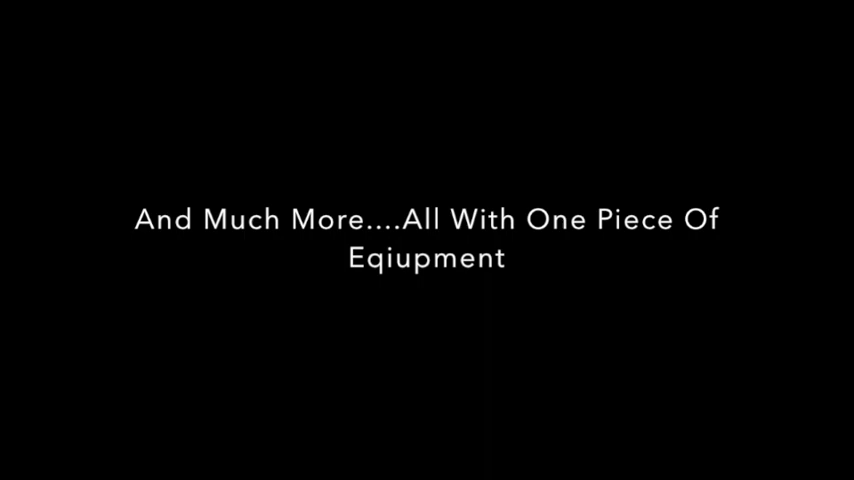 And Much More....All With One Piece Of
Eqiupment